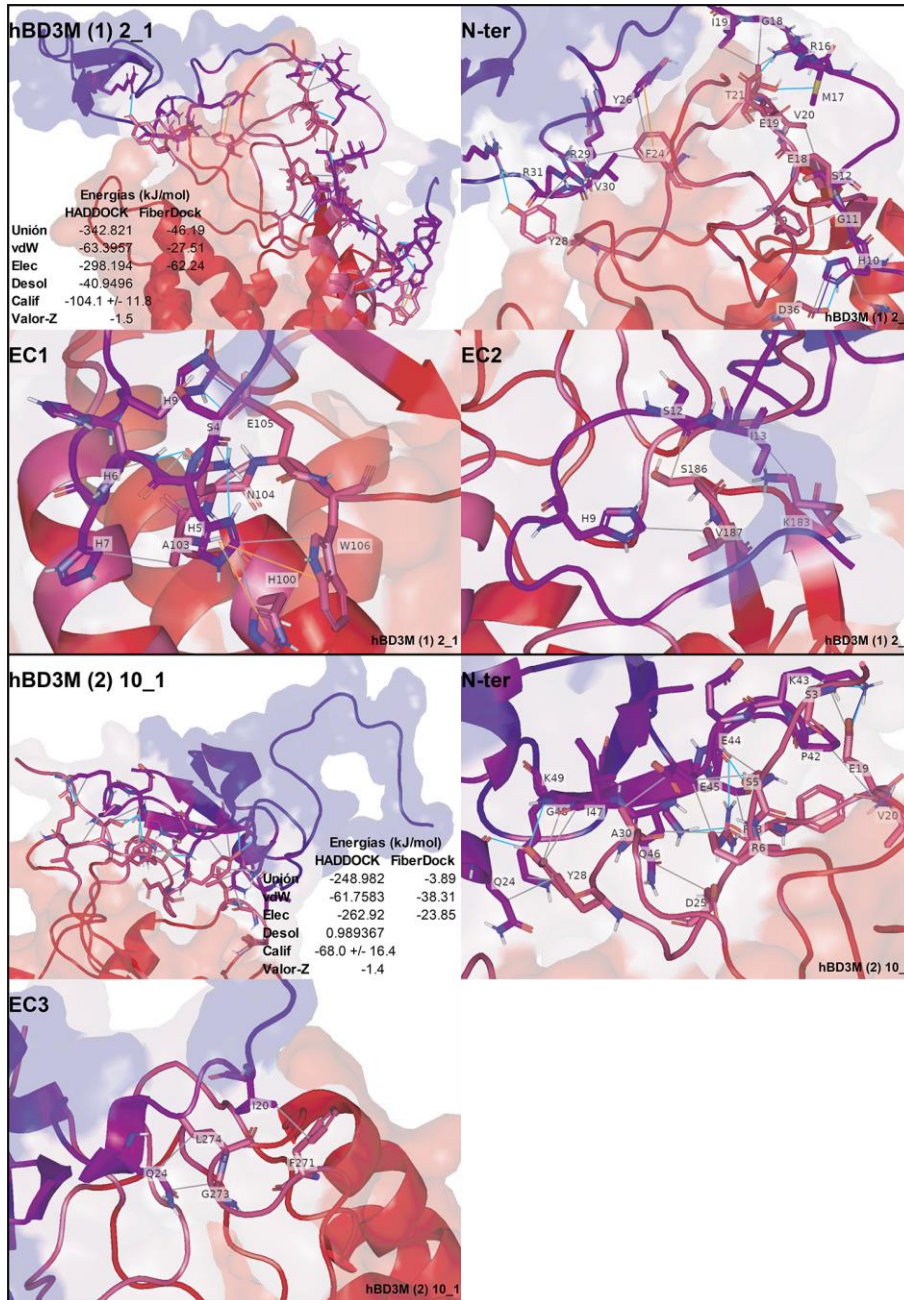 hBD3M (1) 2_1
Energías (kJ/mol)
HADDOCK FiberDock
Unión -342.821 -46.19
vdW -63.3957 -27.51
Elec -298.194 -62.24
Desol -40.9496
Calif -104.1 +/- 11.8
Valor-Z -1.5
N-ter
I19
G18
R16
Y26
T21
M17
E19
V20
R29
F24
E18
R31
V30
S12
G11
Y28
H10
D36
hBD3M (1) 2_
EC1
H9
E105
S4
H6
N104
H5
H7
A103
W106
H100
hBD3M (1) 2_1
EC2
S12
I13
S186
H9
K183
V187
hBD3M (1) 2_
hBD3M (2) 10_1
Energías (kJ/mol)
HADDOCK FiberDock
Unión -248.982 -3.89
vdW -61.7583 -38.31
Elec -262.92 -23.85
Desol 0.989367
Calif -68.0 +/- 16.4
Valor-Z -1.4
N-ter
K43
S3
E44
P42
K49
E19
E45
S5
I47
V20
A30
R6
Q46
Q24
Y28
D25
hBD3M (2) 10_
EC3
I20
L274
F271
Q24
G273
hBD3M (2) 10_1